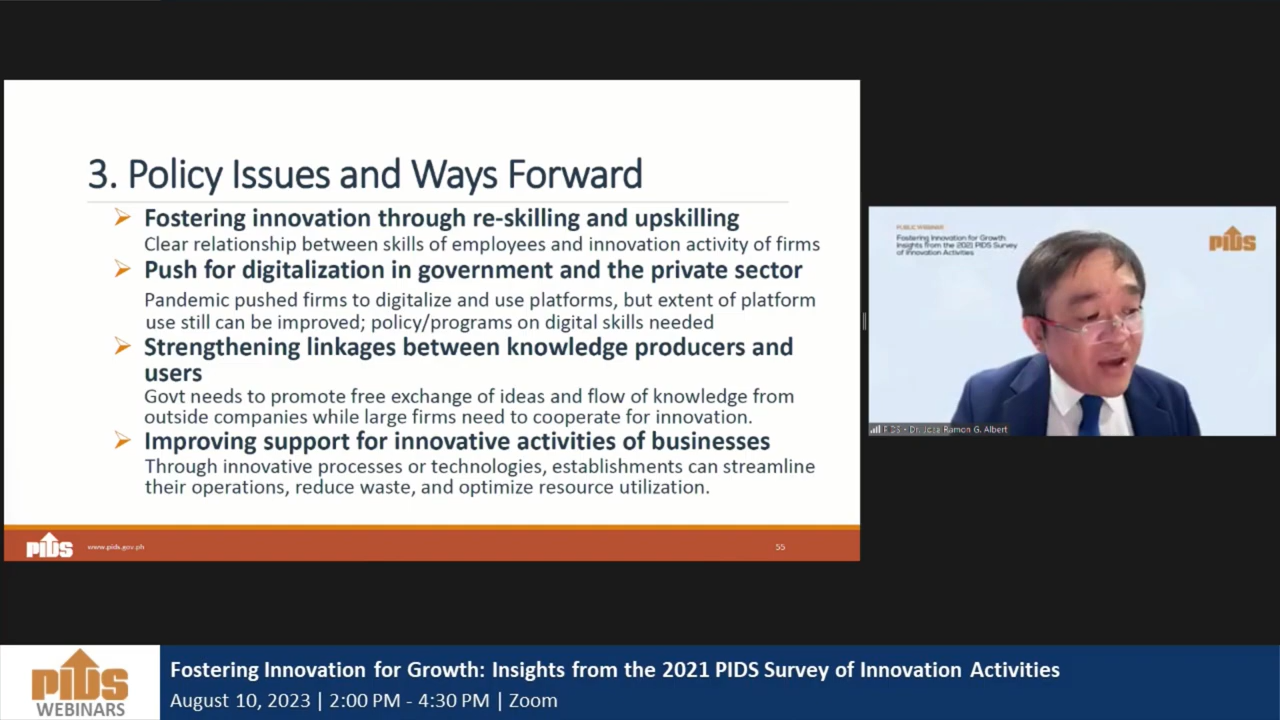 3. Policy Issues and Ways Forward
Fostering innovation through re-skilling and upskilling
Clear relationship between skills of employees and innovation activity of firms
Push for digitalization in government and the private sector
Pandemic pushed firms to digitalize and use platforms, but extent of platform
use still can be improved; policy/programs on digital skills needed
Strengthening linkages between knowledge producers and
users
Govt needs to promote free exchange of ideas and flow of knowledge from
outside companies while large firms need to cooperate for innovation.
Improving support for innovative activities of businesses
Through innovative processes or technologies, establishments can streamline
their operations, reduce waste, and optimize resource utilization.
PIDS
www.pids.gov.ph
55
PUBLIC WEBINAR
Fostering Innovation for Growth:
Insights from the 2021 PIDS Survey
of Innovation Activities
PIDS
PIDS - Dr. Jose Ramon G. Albert
PIDS
WEBINARS
Fostering Innovation for Growth: Insights from the 2021 PIDS Survey of Innovation Activities
August 10, 2023 | 2:00 PM - 4:30 PM | Zoom